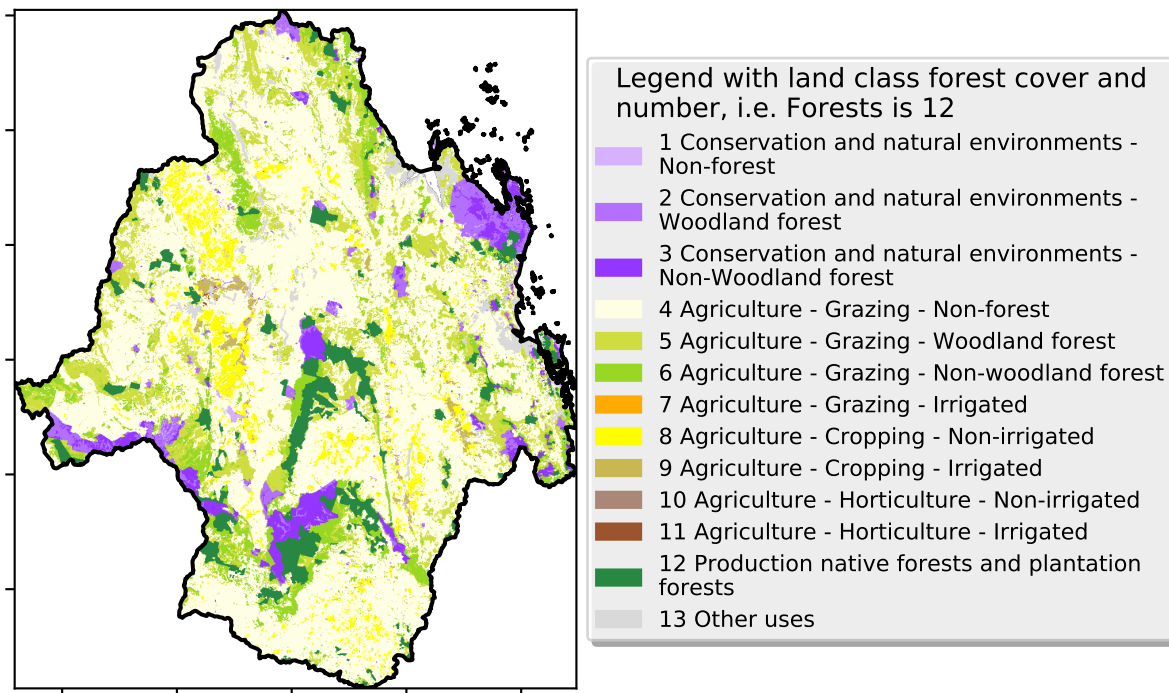 Legend with land class forest cover and
number, i.e. Forests is 12
1 Conservation and natural environments -
Non-forest
2 Conservation and natural environments -
Woodland forest
3 Conservation and natural environments -
Non-Woodland forest
4 Agriculture - Grazing - Non-forest
5 Agriculture - Grazing - Woodland forest
6 Agriculture - Grazing - Non-woodland forest
7 Agriculture - Grazing - Irrigated
8 Agriculture - Cropping - Non-irrigated
9 Agriculture - Cropping - Irrigated
10 Agriculture - Horticulture - Non-irrigated
11 Agriculture - Horticulture - Irrigated
12 Production native forests and plantation
forests
13 Other uses